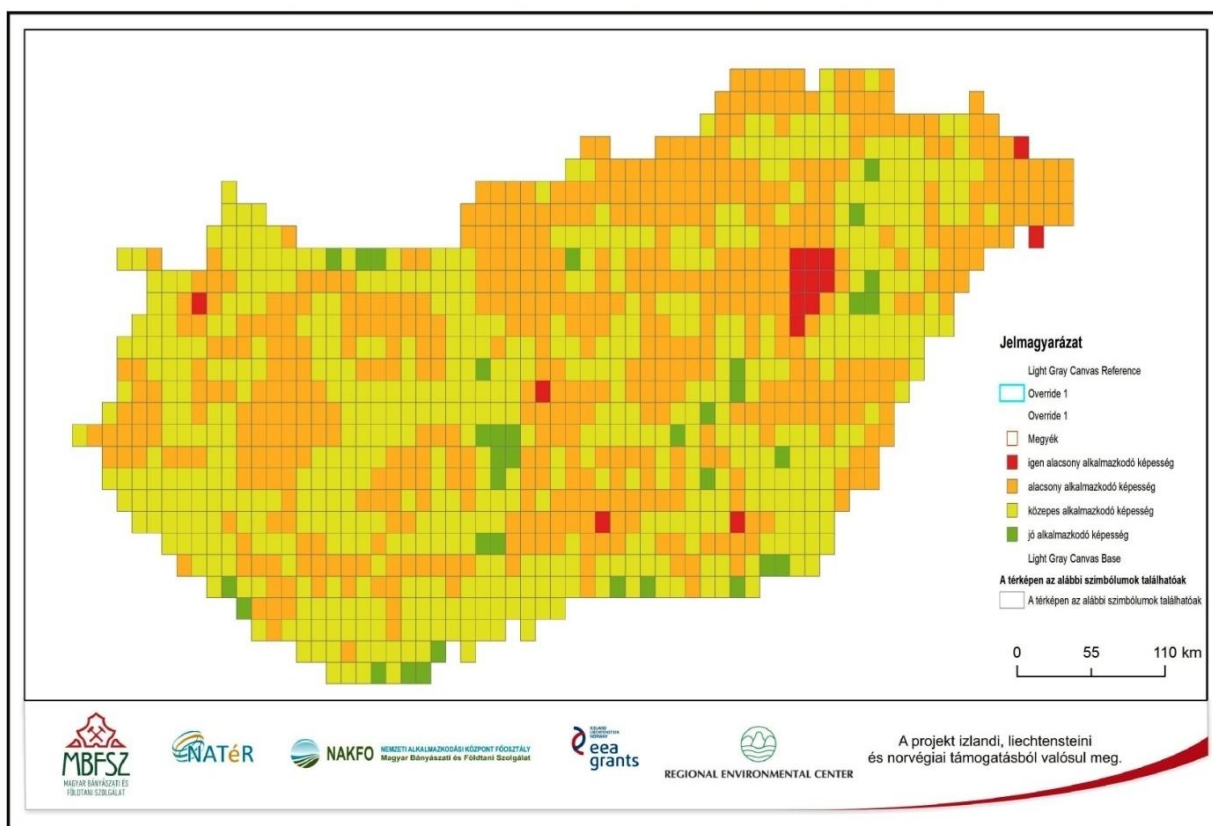 Jelmagyarázat
Light Gray Canvas Reference
Override 1
Override 1
Megyék
igen alacsony alkalmazkodó képesség
alacsony alkalmazkodó képesség
közepes alkalmazkodó képesség
jó alkalmazkodó képesség
Light Gray Canvas Base
A térképen az alábbi szimbólumok találhatóak
A térképen az alábbi szimbólumok találhatóak
0 55 110 km
MBFSZ
MAGYAR BÁNYÁSZATI ÉS
FÖLDTANI SZOLGÁLAT
NATéR
NAKFO
NEMZETI ALKALMAZKODÁSI KÖZPONT FŐOSZTÁLY
Magyar Bányászati és Földtani Szolgálat
ICELAND
LIECHTENSTEIN
NORWAY
eea
grants
REGIONAL ENVIRONMENTAL CENTER
A projekt izlandi, liechtensteini
és norvégiai támogatásból valósul meg.